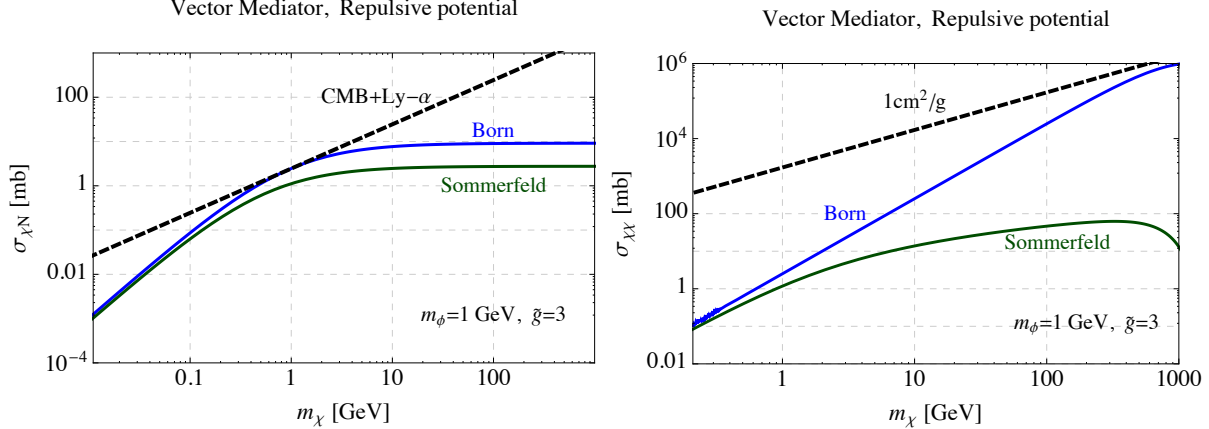 Vector Mediator, Repulsive potential
100
1
0.01
10⁻⁴
σχN [mb]
CMB+Ly−α
Born
Sommerfeld
mϕ=1 GeV, g̃=3
0.1 1 10 100
mχ [GeV]
Vector Mediator, Repulsive potential
10⁶
10⁴
100
1
0.01
σχχ [mb]
1cm²/g
Born
Sommerfeld
mϕ=1 GeV, g̃=3
1 10 100 1000
mχ [GeV]